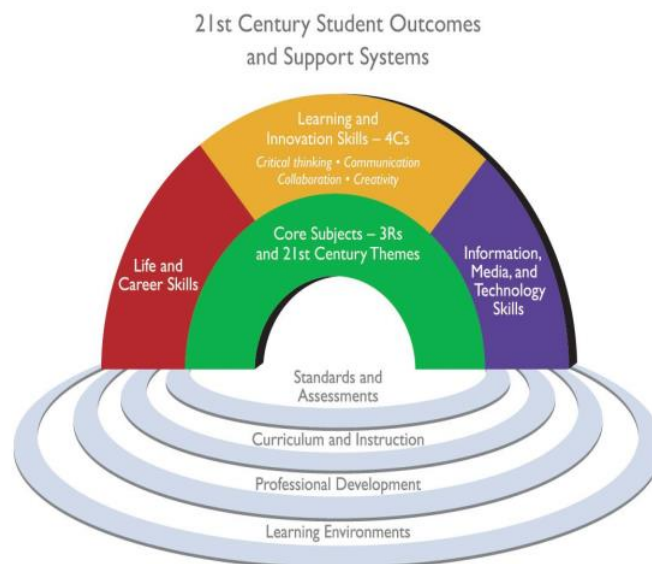 21st Century Student Outcomes
and Support Systems
Learning and
Innovation Skills – 4Cs
Critical thinking • Communication
Collaboration • Creativity
Core Subjects – 3Rs
and 21st Century Themes
Life and
Career Skills
Information,
Media, and
Technology
Skills
Standards and
Assessments
Curriculum and Instruction
Professional Development
Learning Environments